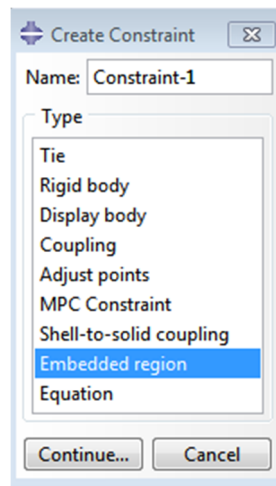 Create Constraint
Name: Constraint-1
Type
Tie
Rigid body
Display body
Coupling
Adjust points
MPC Constraint
Shell-to-solid coupling
Embedded region
Equation
Continue... Cancel